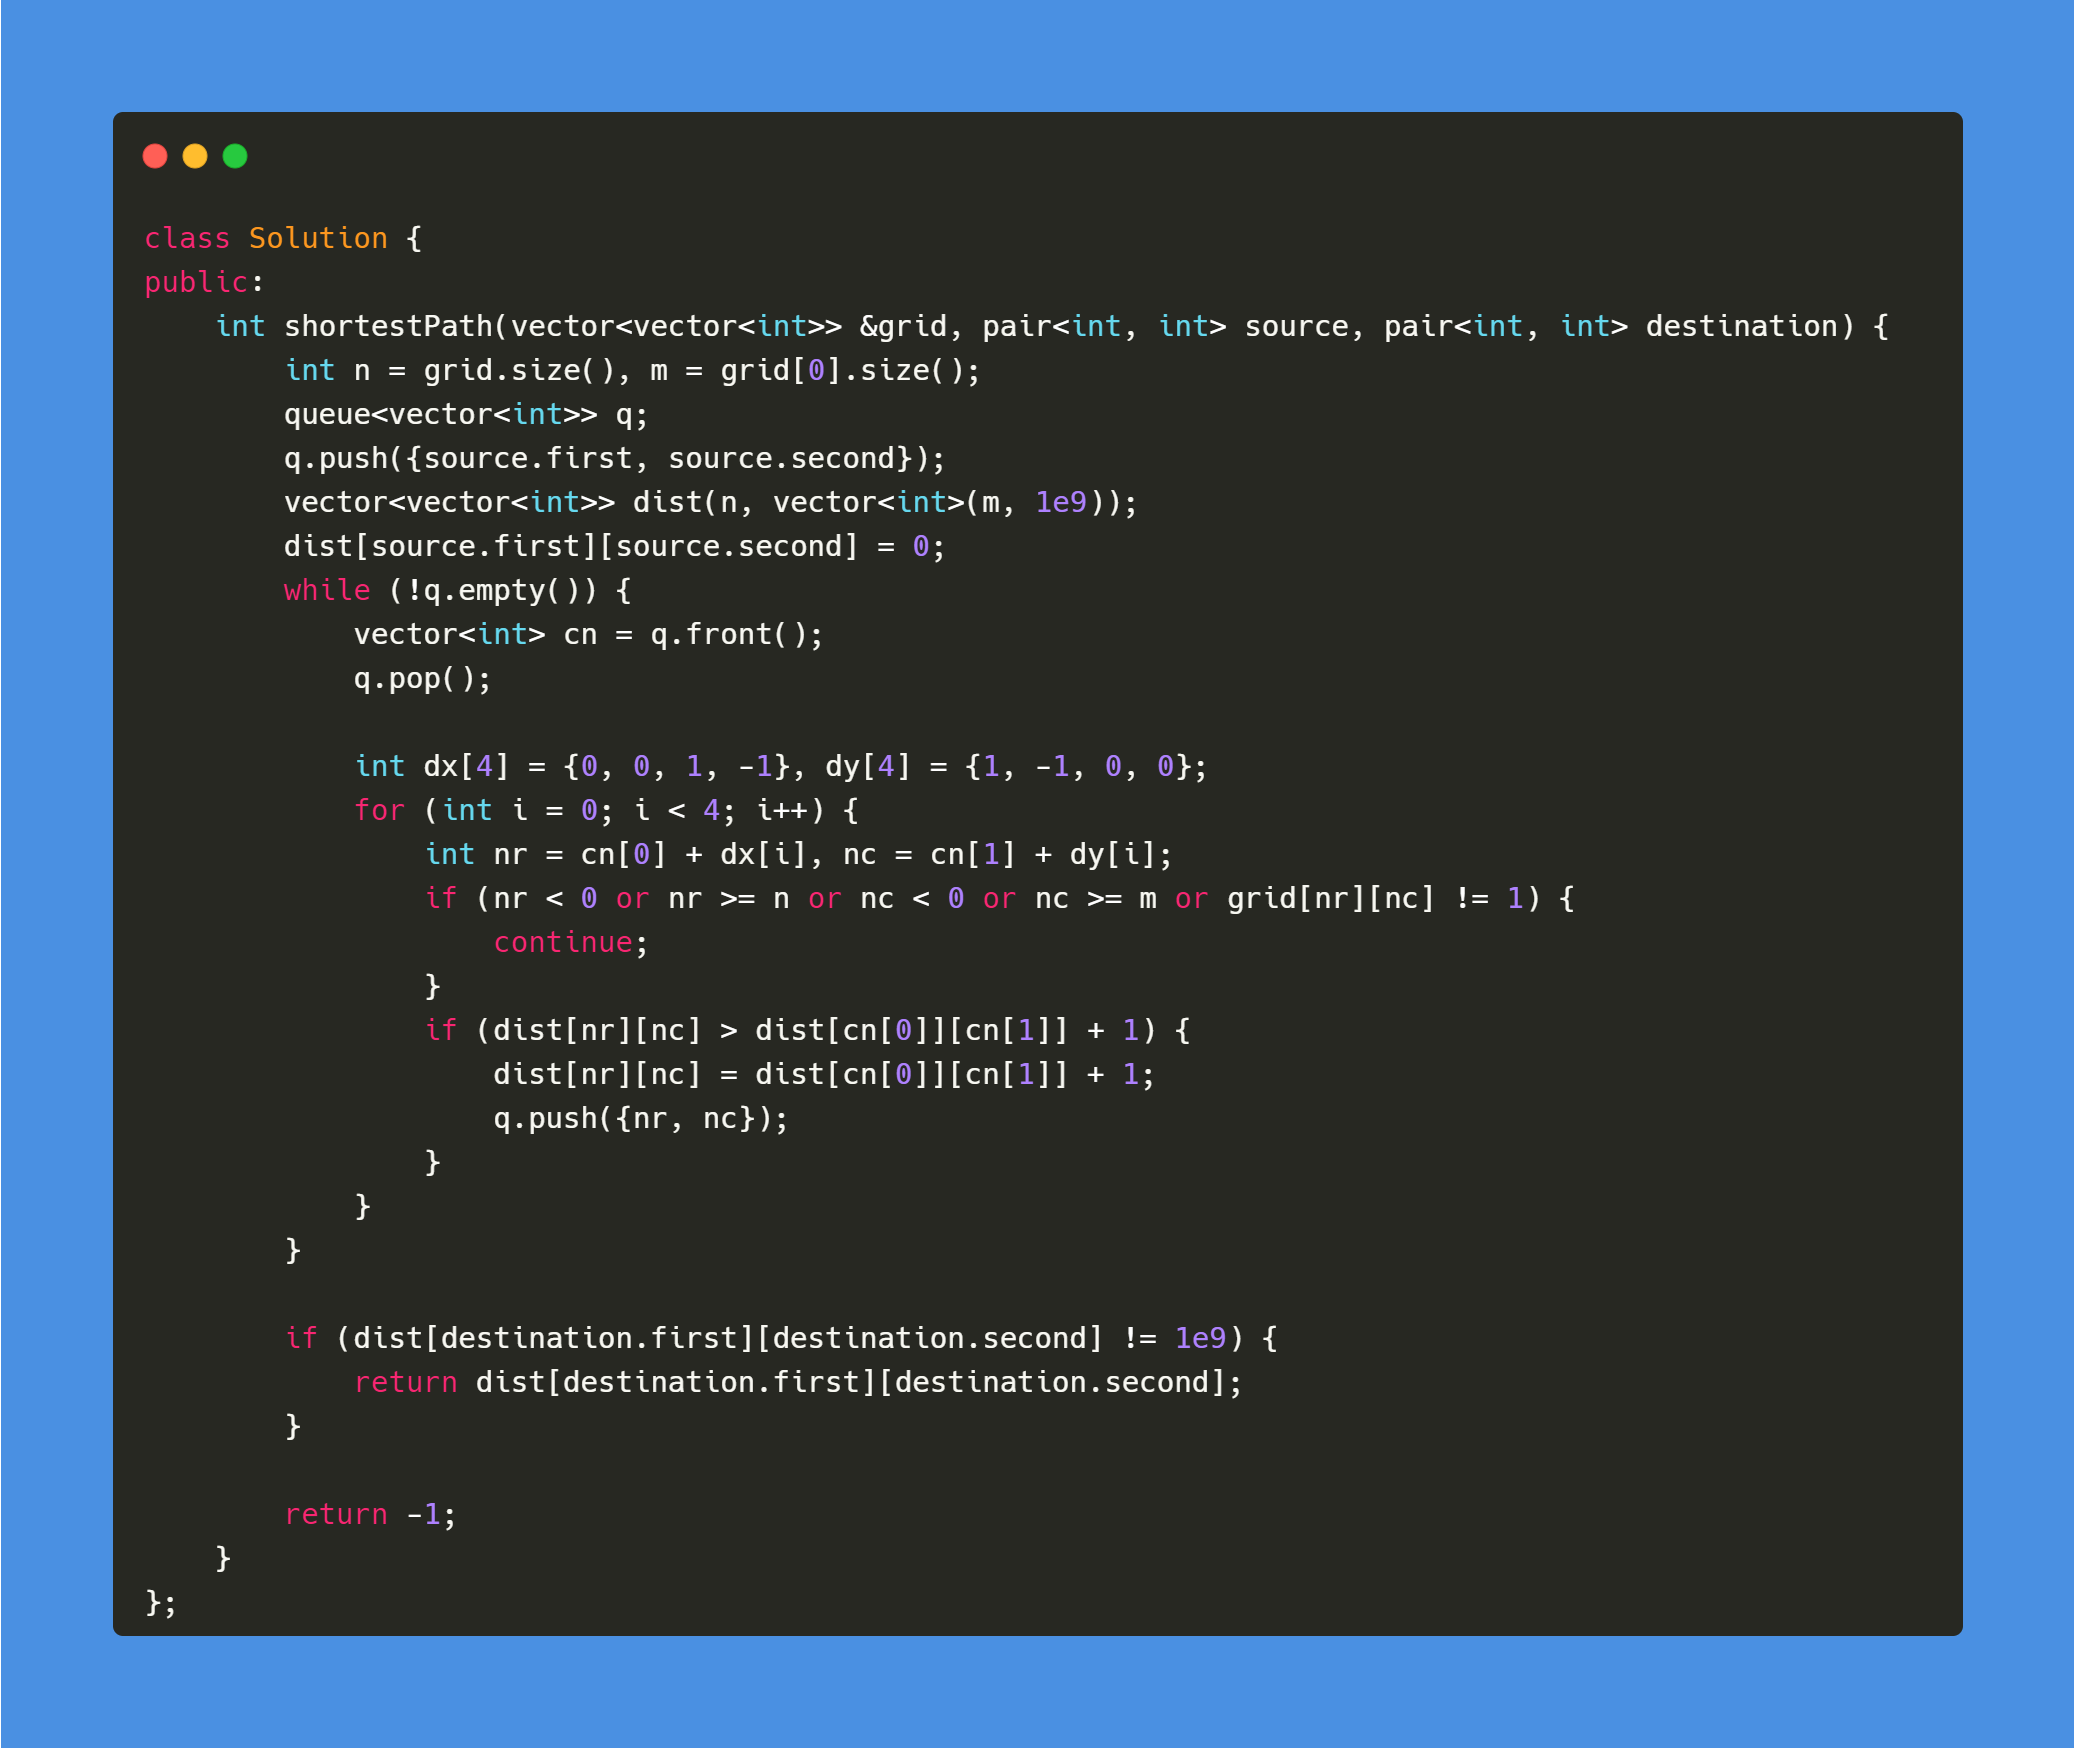 class Solution {
public:
    int shortestPath(vector<vector<int>> &grid, pair<int, int> source, pair<int, int> destination) {
        int n = grid.size(), m = grid[0].size();
        queue<vector<int>> q;
        q.push({source.first, source.second});
        vector<vector<int>> dist(n, vector<int>(m, 1e9));
        dist[source.first][source.second] = 0;
        while (!q.empty()) {
            vector<int> cn = q.front();
            q.pop();

            int dx[4] = {0, 0, 1, -1}, dy[4] = {1, -1, 0, 0};
            for (int i = 0; i < 4; i++) {
                int nr = cn[0] + dx[i], nc = cn[1] + dy[i];
                if (nr < 0 or nr >= n or nc < 0 or nc >= m or grid[nr][nc] != 1) {
                    continue;
                }
                if (dist[nr][nc] > dist[cn[0]][cn[1]] + 1) {
                    dist[nr][nc] = dist[cn[0]][cn[1]] + 1;
                    q.push({nr, nc});
                }
            }
        }

        if (dist[destination.first][destination.second] != 1e9) {
            return dist[destination.first][destination.second];
        }

        return -1;
    }
};